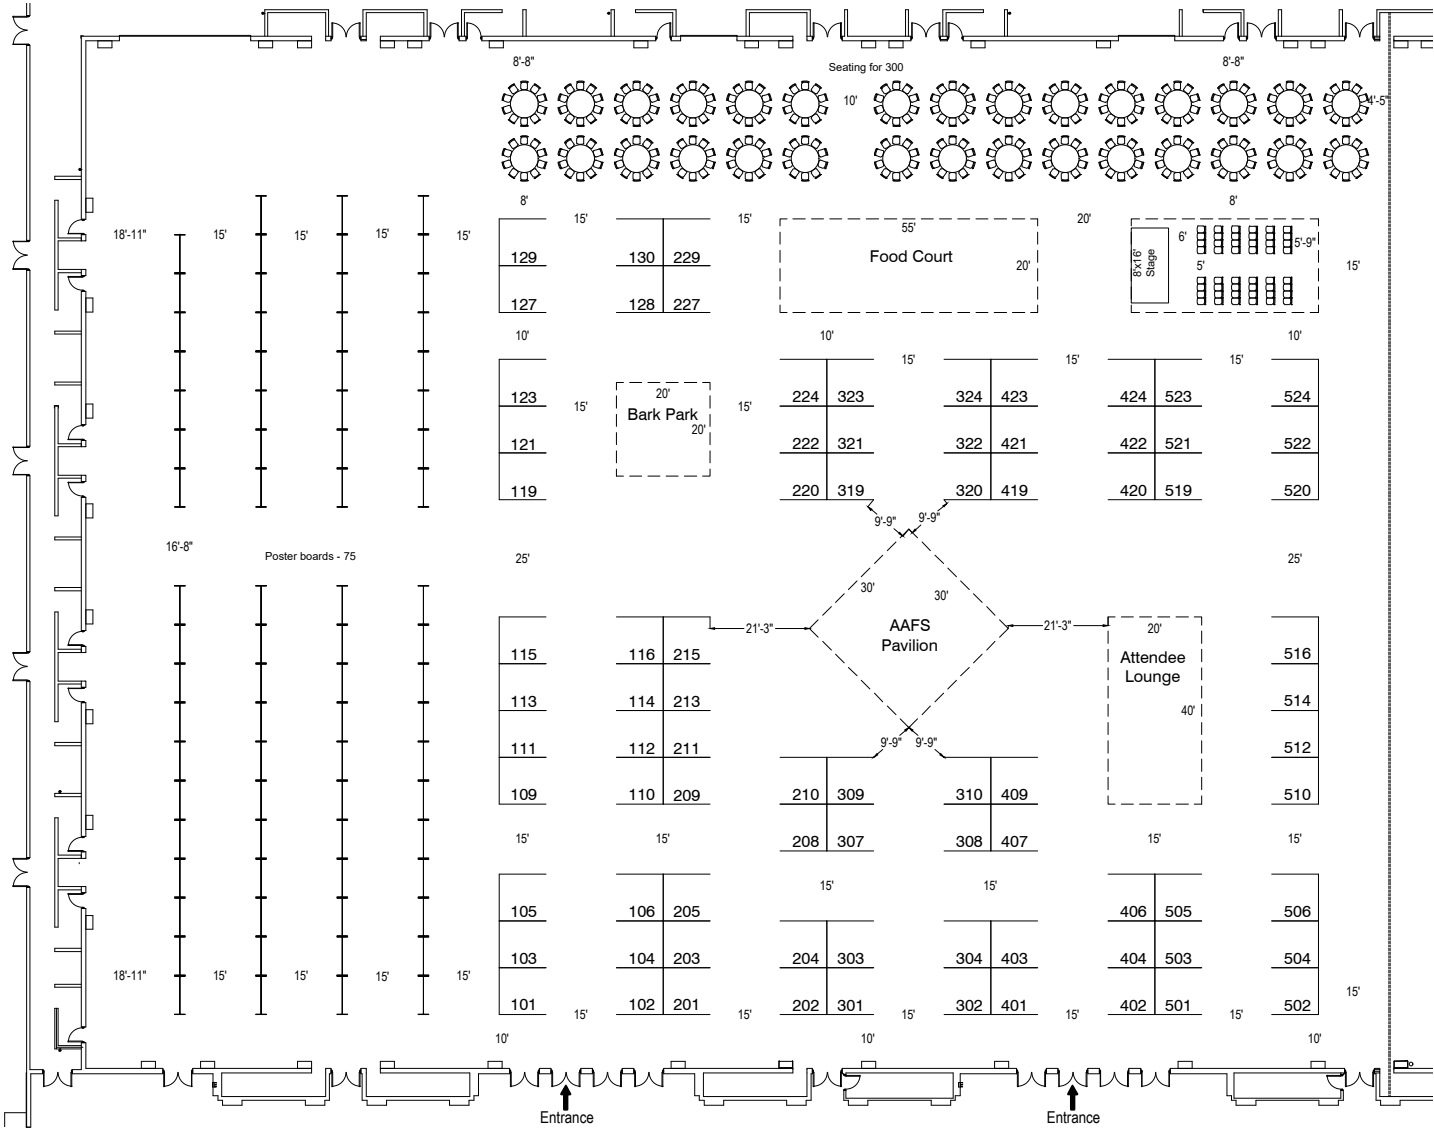 8'-8" Seating for 300 8'-8"
10' 4'-5"
8' 8'
15' 15' 55' 20'
18'-11" 15' 15' 15' 15' 6' 5'-9"
129 130 229 Food Court 20' 8'x16' Stage 5' 15'
127 128 227
10' 10' 10'
15' 15' 15'
123 20' 224 323 324 423 424 523 524
15' Bark Park 15'
20'
121 222 321 322 421 422 521 522
119 220 319 320 419 420 519 520
9'-9" 9'-9"
16'-8"
Poster boards - 75 25' 25'
30' 30'
21'-3" AAFS 21'-3" 20'
Pavilion
115 116 215 Attendee 516
Lounge
113 114 213 40' 514
111 112 211 9'-9" 9'-9" 512
109 110 209 210 309 310 409 510
15' 15' 208 307 308 407 15' 15'
15' 15'
105 106 205 406 505 506
103 104 203 204 303 304 403 404 503 504
18'-11" 15' 15' 15' 15'
15'
101 102 201 202 301 302 401 402 501 502
15' 15' 15' 15' 15'
10' 10' 10'
Entrance Entrance